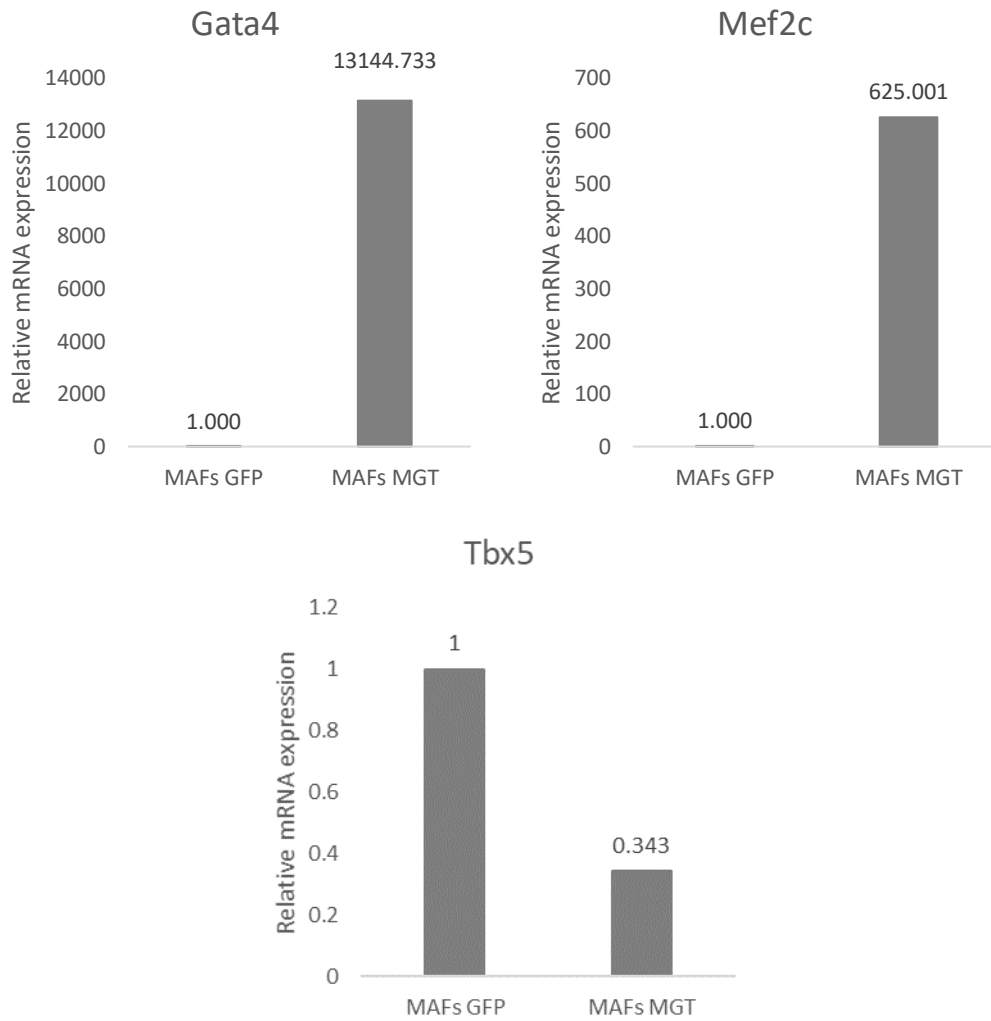 Gata4
13144.733
14000
12000
10000
8000
6000
4000
2000
0
Relative mRNA expression
1.000
MAFs GFP
MAFs MGT
Mef2c
625.001
700
600
500
400
300
200
100
0
Relative mRNA expression
1.000
MAFs GFP
MAFs MGT
Tbx5
1.2
1
0.8
0.6
0.4
0.2
0
Relative mRNA expression
1
0.343
MAFs GFP
MAFs MGT